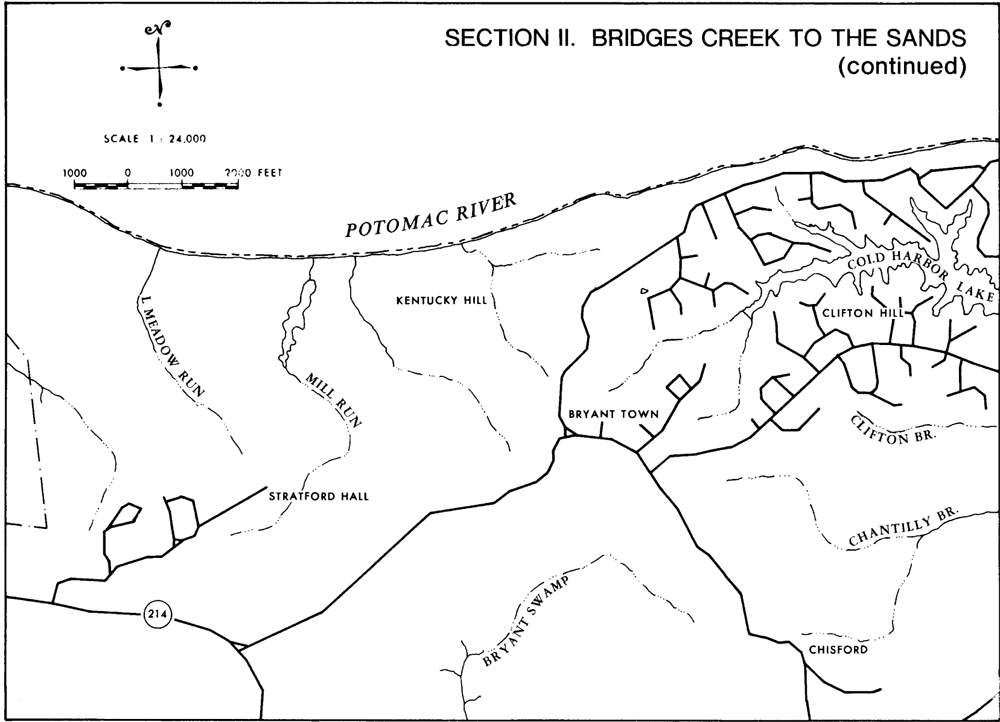 SECTION II. BRIDGES CREEK TO THE SANDS
(continued)
N
SCALE 1 : 24,000
1000 0 1000 2000 FEET
POTOMAC RIVER
COLD HARBOR LAKE
L. MEADOW RUN
KENTUCKY HILL
CLIFTON HILL
MILL RUN
BRYANT TOWN
CLIFTON BR.
STRATFORD HALL
CHANTILLY BR.
214
BRYANT SWAMP
CHISFORD